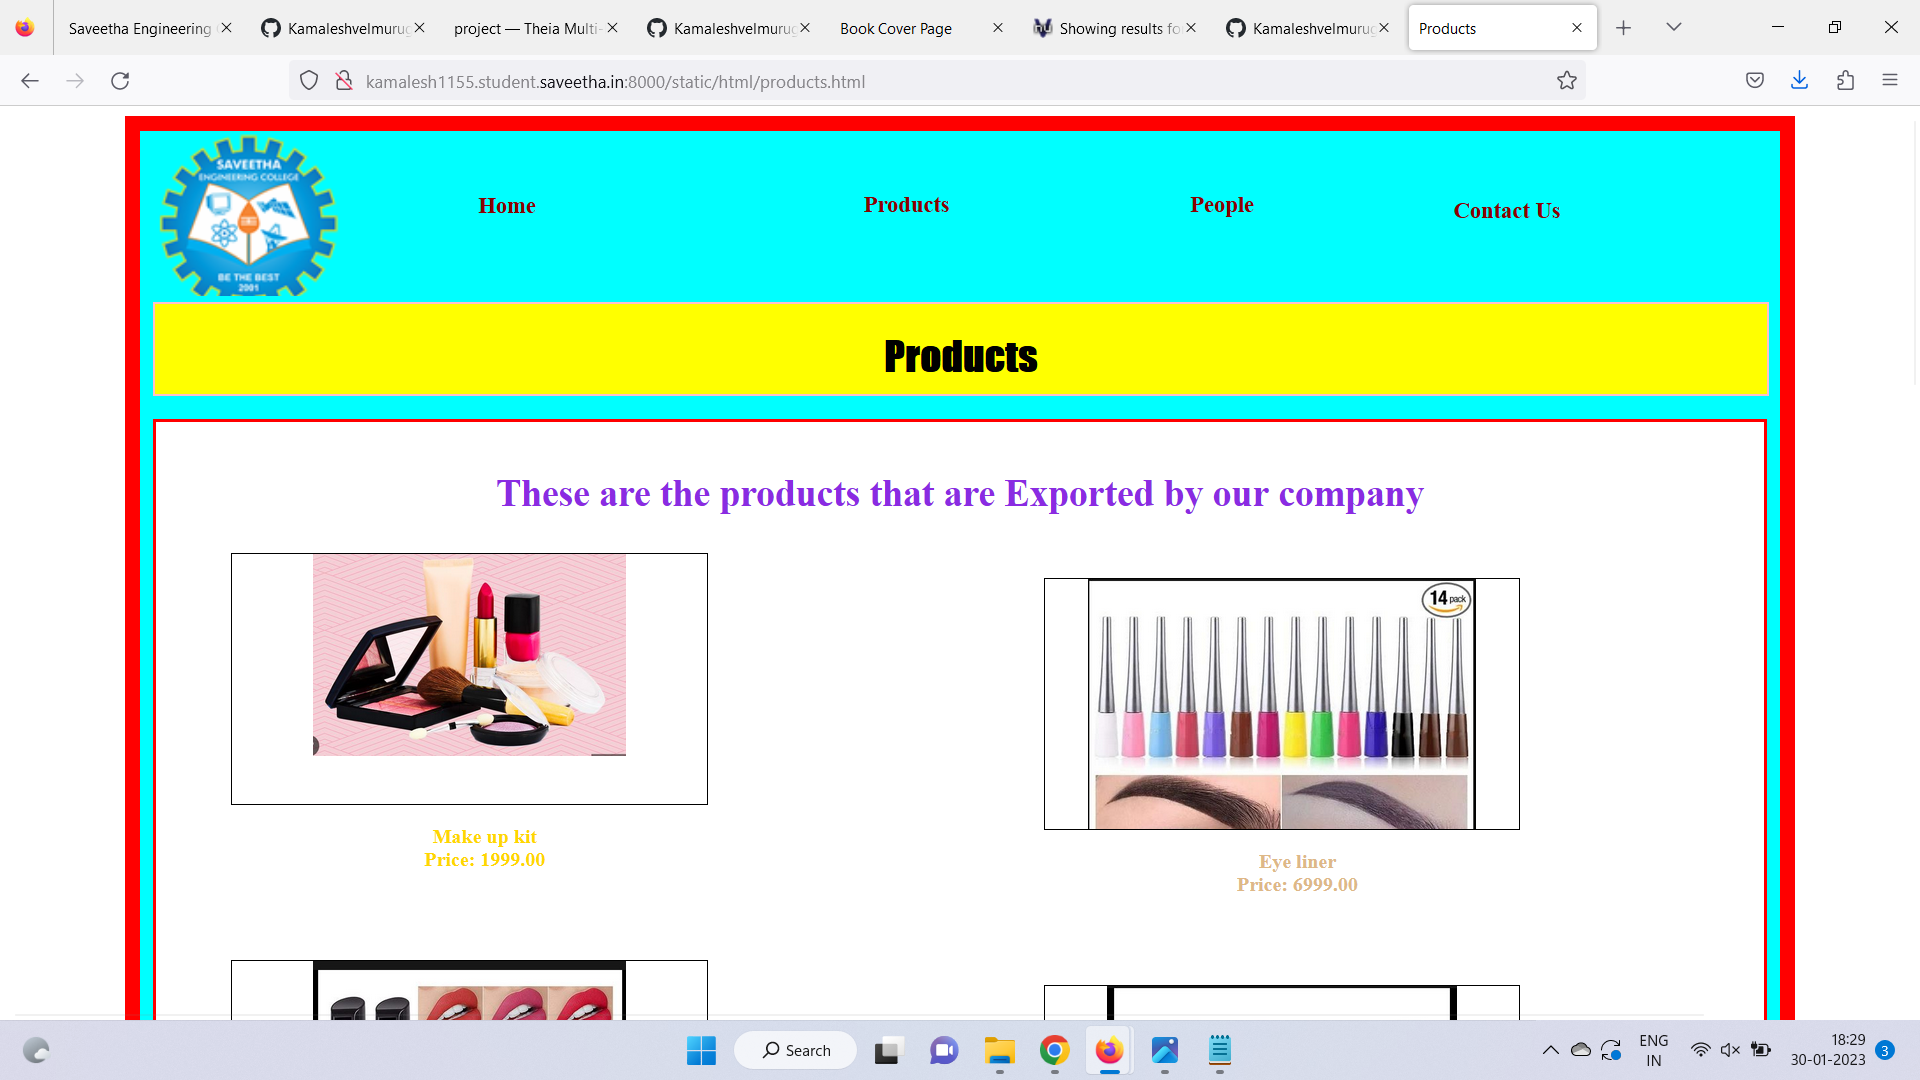 Saveetha Engineering
Kamaleshvelmurug
project — Theia Multi-
Kamaleshvelmurug
Book Cover Page
Showing results fo
Kamaleshvelmurug
Products
kamalesh1155.student.saveetha.in:8000/static/html/products.html
SAVEETHA
ENGINEERING COLLEGE
BE THE BEST
2001
Home
Products
People
Contact Us
Products
These are the products that are Exported by our company
14 pack
Make up kit
Price: 1999.00
Eye liner
Price: 6999.00
Search
ENG
IN
18:29
30-01-2023
3